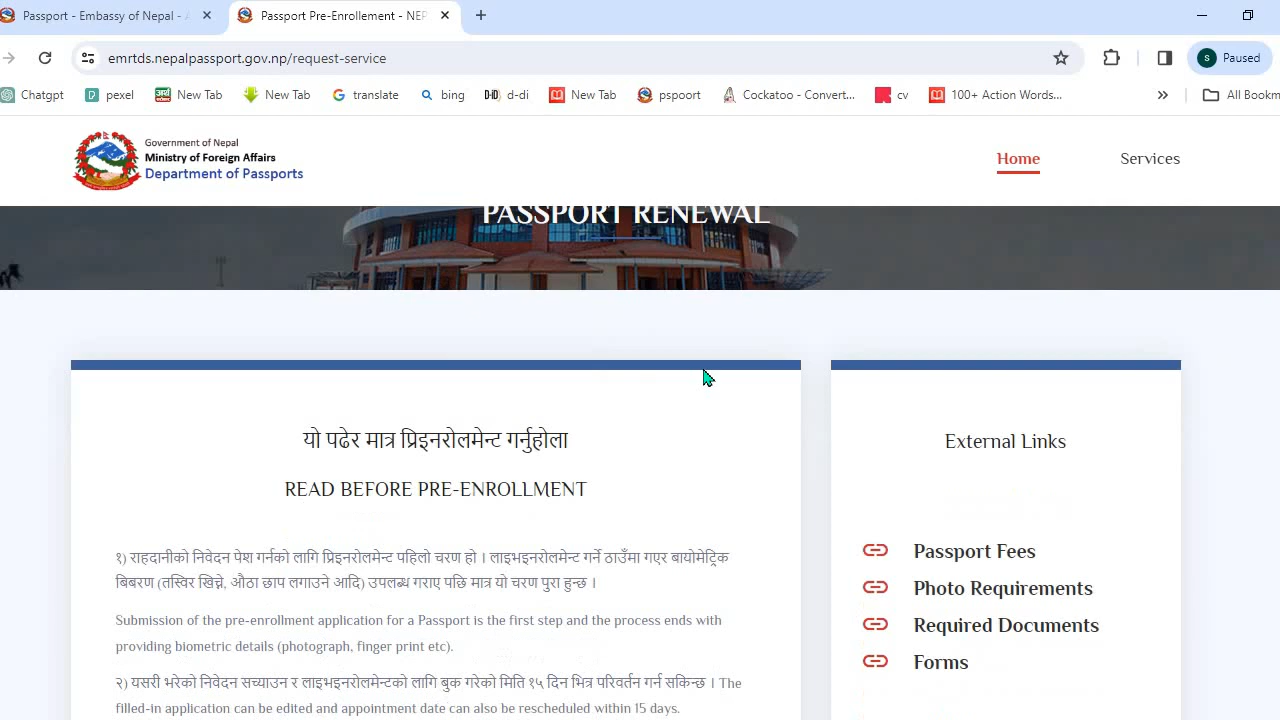 Passport - Embassy of Nepal -
Passport Pre-Enrollement - NEP
emrtds.nepalpassport.gov.np/request-service
Paused
Chatgpt
pexel
New Tab
New Tab
translate
bing
d-di
New Tab
pspoort
Cockatoo - Convert...
cv
100+ Action Words...
All Bookm
Government of Nepal
Ministry of Foreign Affairs
Department of Passports
Home
Services
PASSPORT RENEWAL
यो पढेर मात्र प्रिइनरोलमेन्ट गर्नुहोला
READ BEFORE PRE-ENROLLMENT
१) राहदानीको निवेदन पेश गर्नको लागि प्रिइनरोलमेन्ट पहिलो चरण हो । लाइभइनरोलमेन्ट गर्ने ठाउँमा गएर बायोमेट्रिक
बिबरण (तस्विर खिच्ने, औठा छाप लगाउने आदि) उपलब्ध गराए पछि मात्र यो चरण पुरा हुन्छ ।
Submission of the pre-enrollment application for a Passport is the first step and the process ends with
providing biometric details (photograph, finger print etc).
२) यसरी भरेको निवेदन सच्याउन र लाइभइनरोलमेन्टको लागि बुक गरेको मिति १५ दिन भित्र परिवर्तन गर्न सकिन्छ । The
filled-in application can be edited and appointment date can also be rescheduled within 15 days.
External Links
Passport Fees
Photo Requirements
Required Documents
Forms